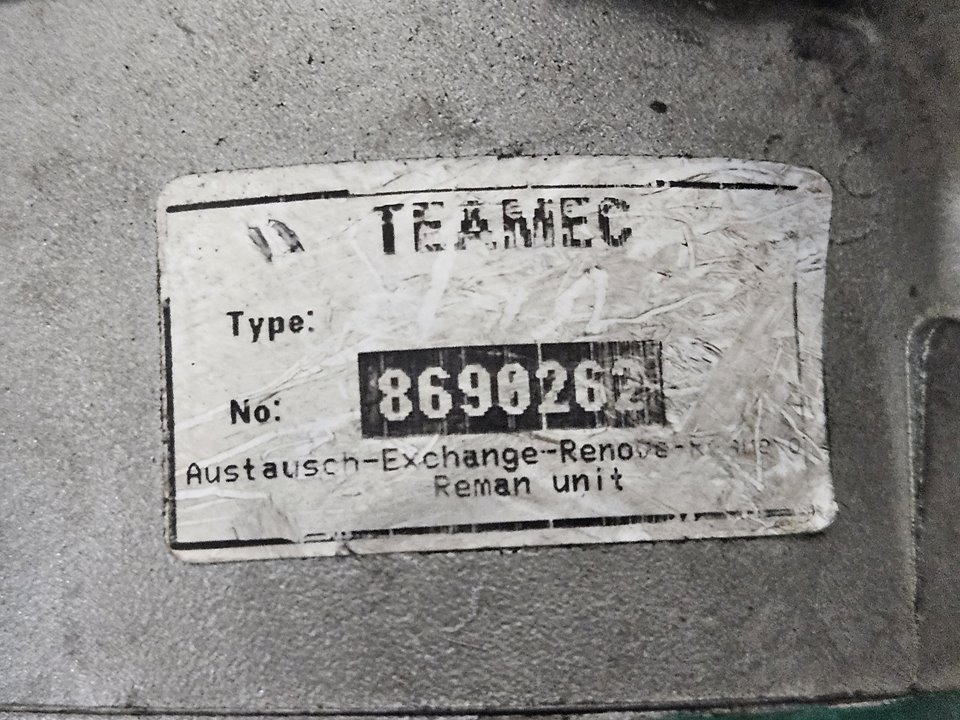 TEAMEC
Type:
No: 8690262
Austausch-Exchange-Renove-
Reman unit